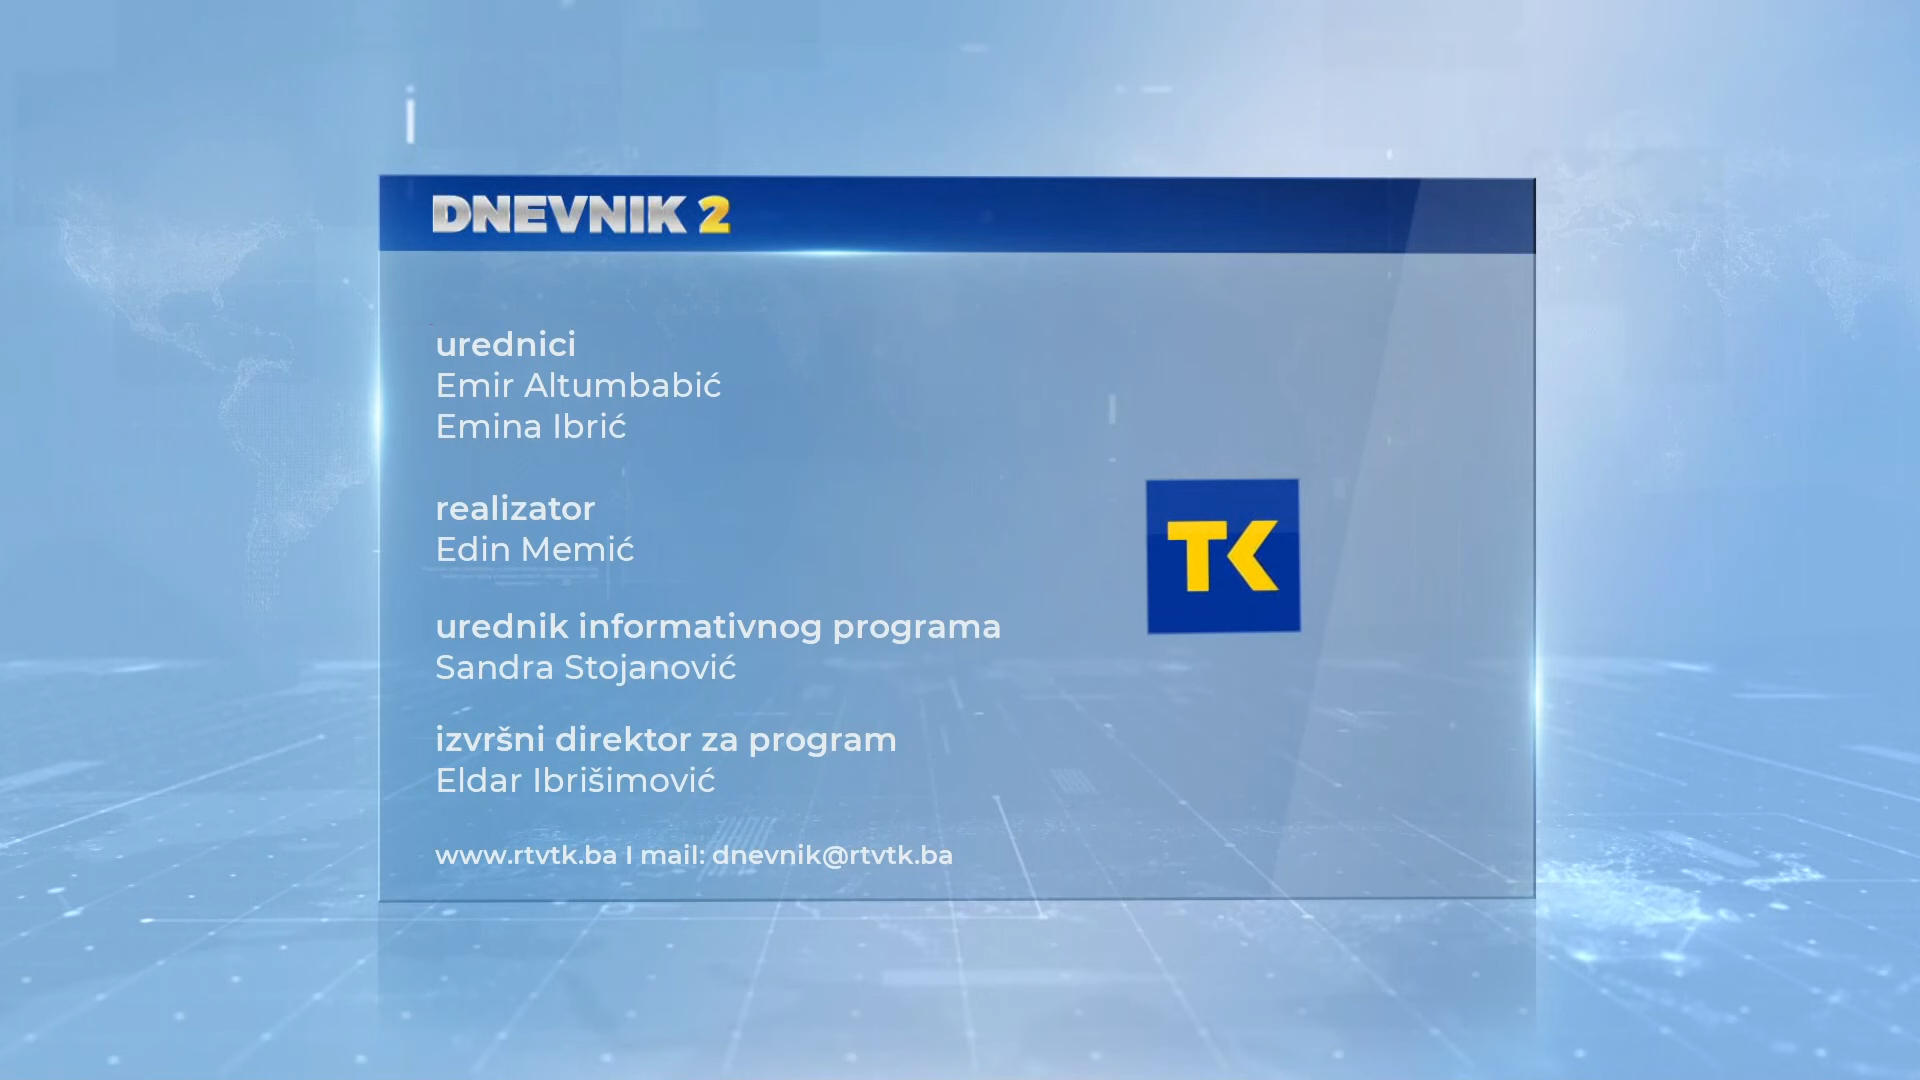 DNEVNIK 2
urednici
Emir Altumbabić
Emina Ibrić
realizator
Edin Memić
urednik informativnog programa
Sandra Stojanović
izvršni direktor za program
Eldar Ibrišimović
www.rtvtk.ba I mail: dnevnik@rtvtk.ba
TK